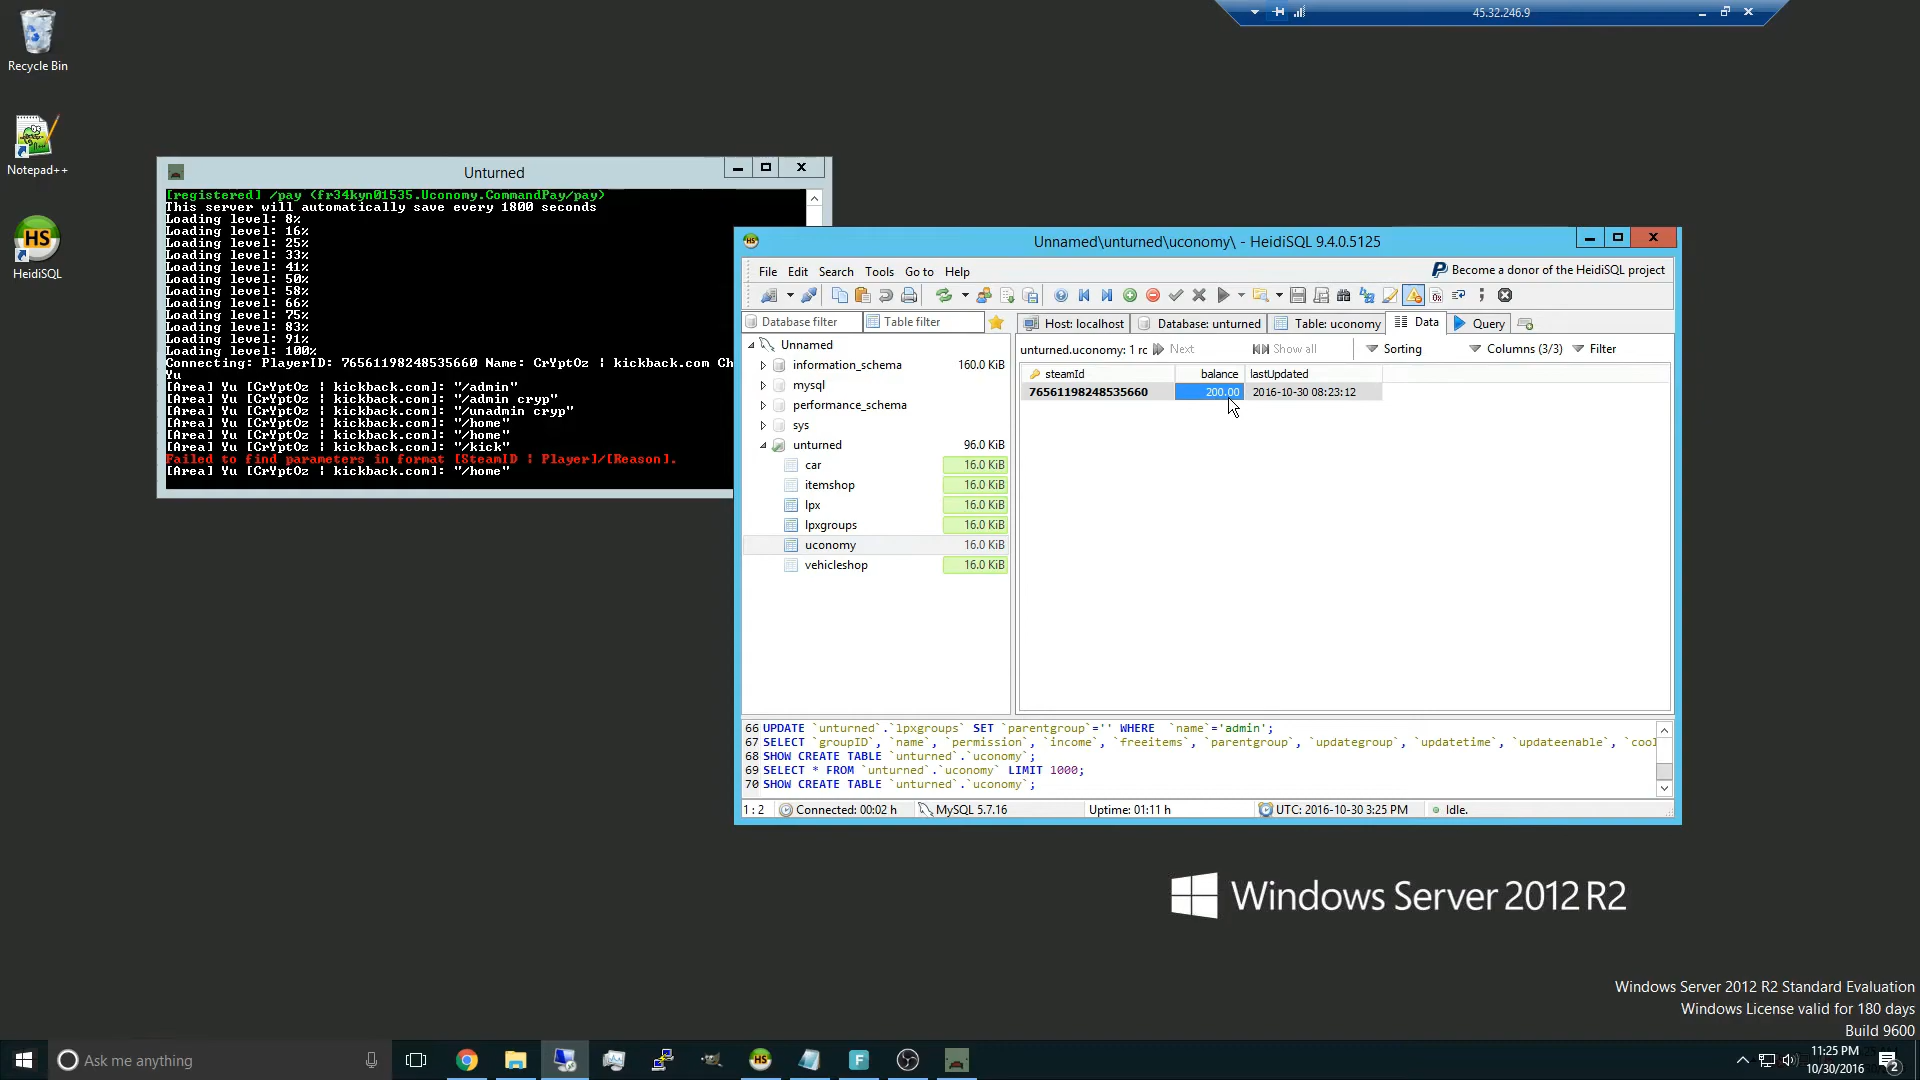 45.32.246.9
Recycle Bin
Notepad++
HeidiSQL
Unturned
[registered] /pay (fr34kyn01535.Uconomy.CommandPay/pay)
This server will automatically save every 1800 seconds
Loading level: 8%
Loading level: 16%
Loading level: 25%
Loading level: 33%
Loading level: 41%
Loading level: 50%
Loading level: 58%
Loading level: 66%
Loading level: 75%
Loading level: 83%
Loading level: 91%
Loading level: 100%
Connecting: PlayerID: 76561198248535660 Name: CrYptOz | kickback.com Ch
Yu
[Area] Yu [CrYptOz | kickback.com]: "/admin"
[Area] Yu [CrYptOz | kickback.com]: "/admin cryp"
[Area] Yu [CrYptOz | kickback.com]: "/unadmin cryp"
[Area] Yu [CrYptOz | kickback.com]: "/home"
[Area] Yu [CrYptOz | kickback.com]: "/home"
[Area] Yu [CrYptOz | kickback.com]: "/kick"
Failed to find parameters in format [SteamID | Player]/[Reason].
[Area] Yu [CrYptOz | kickback.com]: "/home"
Unnamed\unturned\uconomy\ - HeidiSQL 9.4.0.5125
File Edit Search Tools Go to Help
Become a donor of the HeidiSQL project
Database filter Table filter
Host: localhost Database: unturned Table: uconomy Data Query
Unnamed
information_schema 160.0 KiB
mysql
performance_schema
sys
unturned 96.0 KiB
car 16.0 KiB
itemshop 16.0 KiB
lpx 16.0 KiB
lpxgroups 16.0 KiB
uconomy 16.0 KiB
vehicleshop 16.0 KiB
unturned.uconomy: 1 rc Next Show all Sorting Columns (3/3) Filter
steamId balance lastUpdated
76561198248535660 200.00 2016-10-30 08:23:12
66 UPDATE `unturned`.`lpxgroups` SET `parentgroup`='' WHERE `name`='admin';
67 SELECT `groupID`, `name`, `permission`, `income`, `freeitems`, `parentgroup`, `updategroup`, `updatetime`, `updateenable`, `cool
68 SHOW CREATE TABLE `unturned`.`uconomy`;
69 SELECT * FROM `unturned`.`uconomy` LIMIT 1000;
70 SHOW CREATE TABLE `unturned`.`uconomy`;
1 : 2 Connected: 00:02 h MySQL 5.7.16 Uptime: 01:11 h UTC: 2016-10-30 3:25 PM Idle.
Windows Server 2012 R2
Windows Server 2012 R2 Standard Evaluation
Windows License valid for 180 days
Build 9600
Ask me anything
11:25 PM
10/30/2016
2